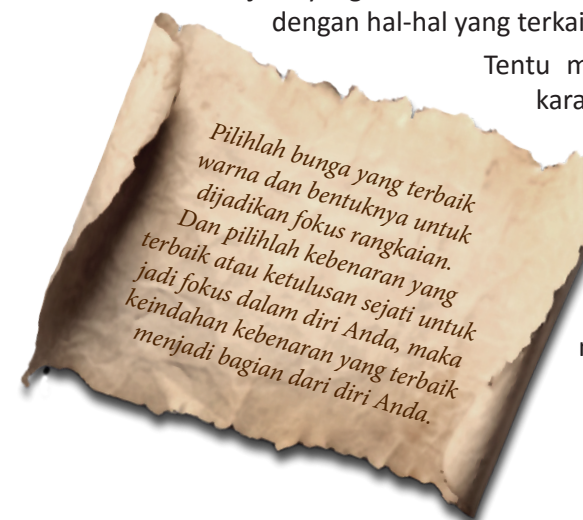 dengan hal-hal yang
Tentu
Pilihlah bunga yang terbaik
warna dan bentuknya untuk
dijadikan fokus rangkaian.
Dan pilihlah kebenaran yang
terbaik atau ketulusan sejati untuk
jadi fokus dalam diri Anda, maka
keindahan kebenaran yang terbaik
menjadi bagian dari diri Anda.